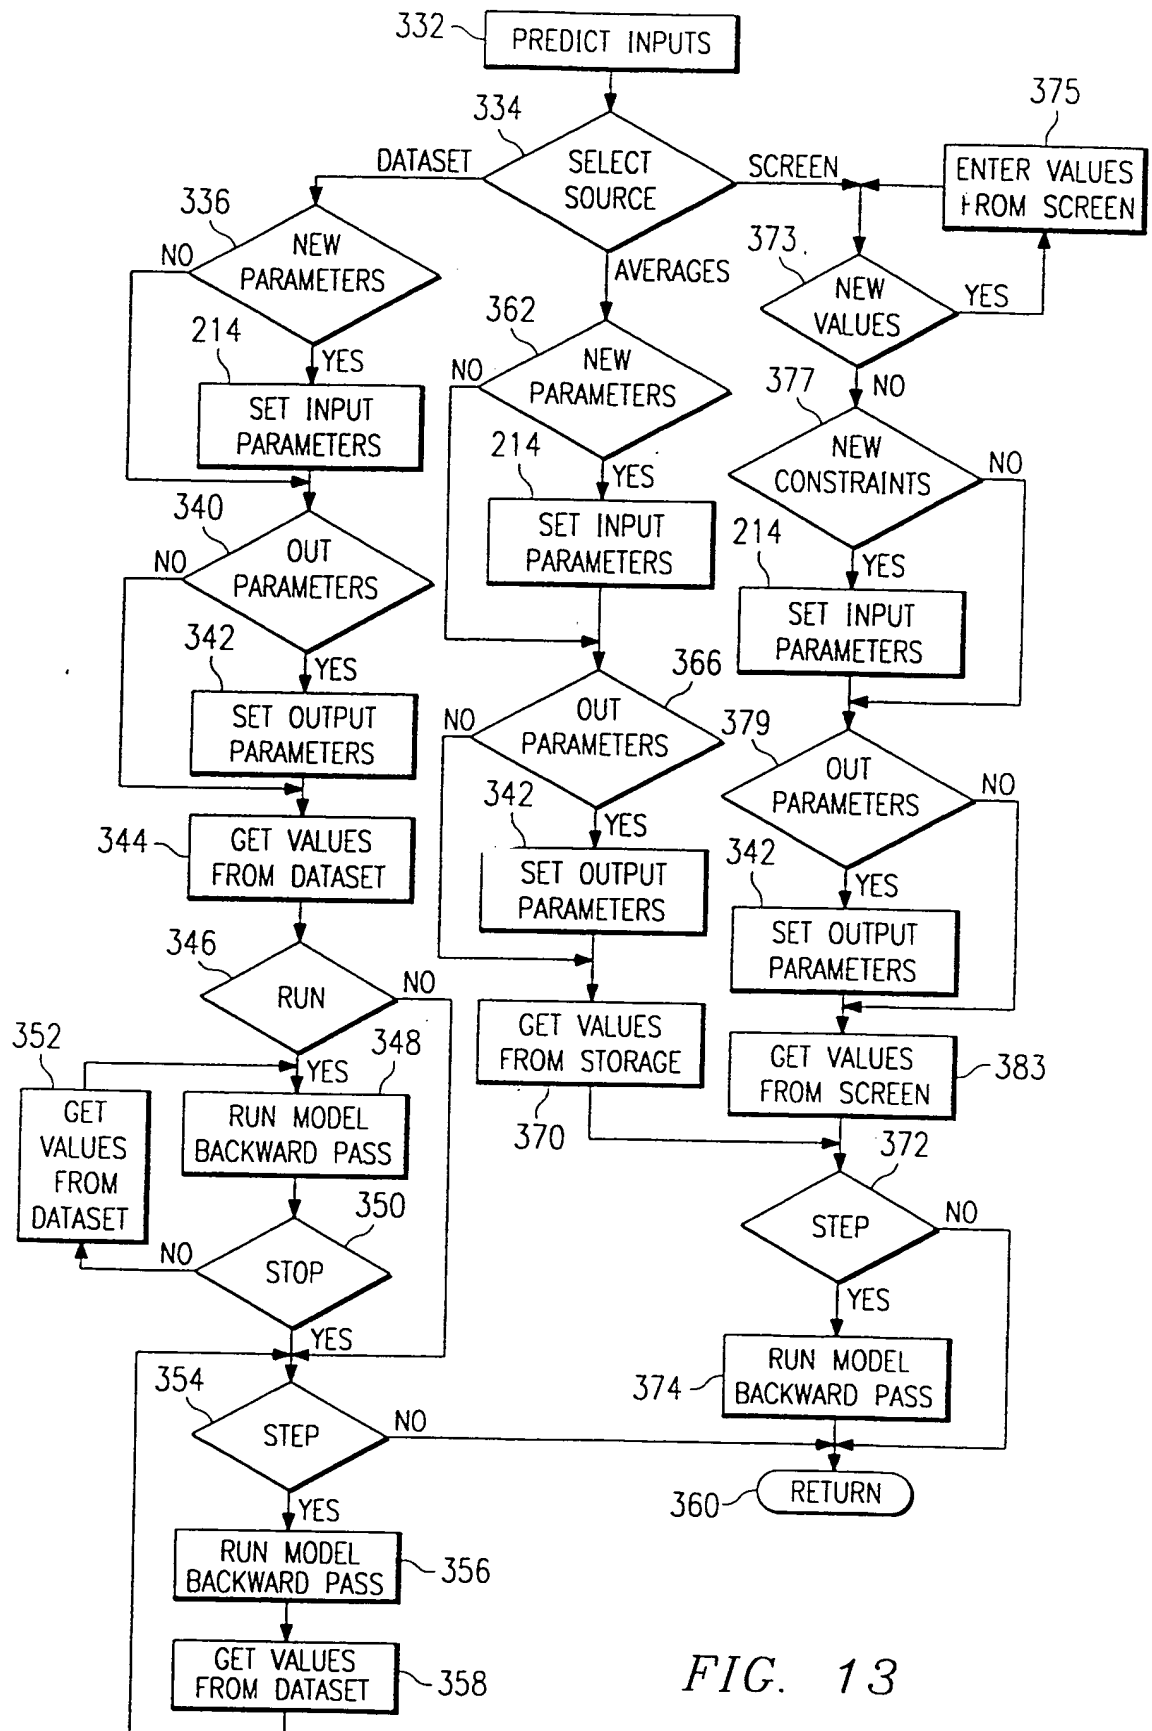 332
PREDICT INPUTS
334
SELECT
SOURCE
DATASET
SCREEN
AVERAGES
375
ENTER VALUES
FROM SCREEN
336
NEW
PARAMETERS
NO
YES
214
SET INPUT
PARAMETERS
340
OUT
PARAMETERS
NO
YES
342
SET OUTPUT
PARAMETERS
344
GET VALUES
FROM DATASET
346
RUN
NO
YES
348
RUN MODEL
BACKWARD PASS
352
GET
VALUES
FROM
DATASET
350
STOP
NO
YES
354
STEP
NO
YES
RUN MODEL
BACKWARD PASS
356
GET VALUES
FROM DATASET
358
362
NEW
PARAMETERS
NO
YES
214
SET INPUT
PARAMETERS
366
OUT
PARAMETERS
NO
YES
342
SET OUTPUT
PARAMETERS
GET VALUES
FROM STORAGE
370
373
NEW
VALUES
YES
NO
377
NEW
CONSTRAINTS
NO
YES
214
SET INPUT
PARAMETERS
379
OUT
PARAMETERS
NO
YES
342
SET OUTPUT
PARAMETERS
GET VALUES
FROM SCREEN
383
372
STEP
NO
YES
374
RUN MODEL
BACKWARD PASS
360
RETURN
FIG. 13